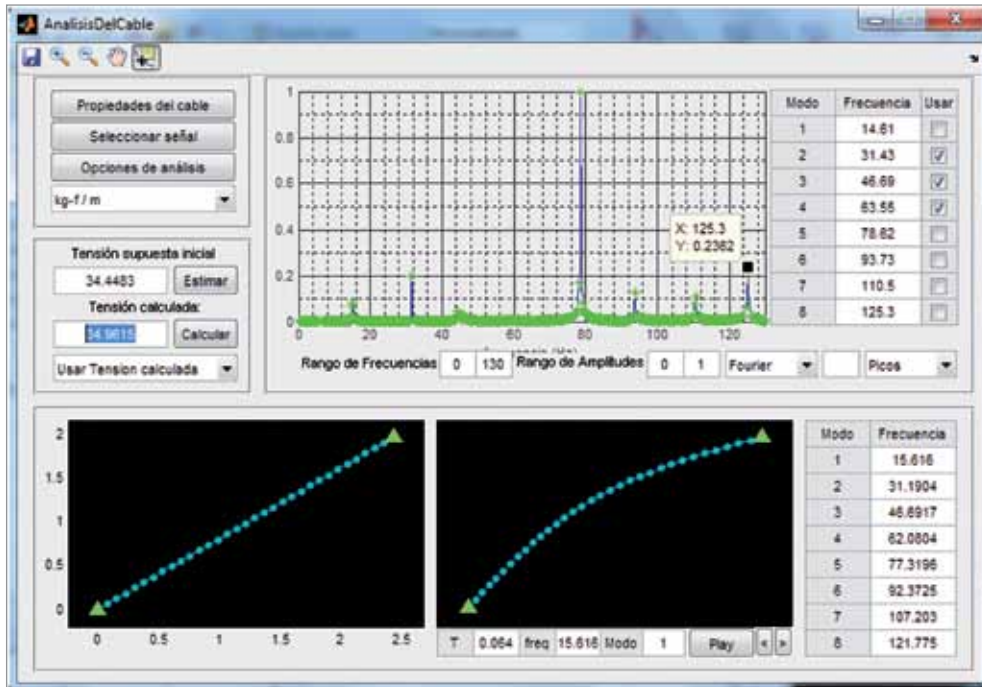 AnalisisDelCable
Propiedades del cable
Seleccionar señal
Opciones de análisis
kg-f / m
Tensión supuesta inicial
34.4483 Estimar
Tensión calculada:
34.9615 Calcular
Usar Tension calculada
1
0.8
0.6
0.4
0.2
0
20 40 60 80 100 120
X: 125.3
Y: 0.2362
Rango de Frecuencias 0 130 Rango de Amplitudes 0 1 Fourier Picos
Modo Frecuencia Usar
1 14.61
2 31.43
3 46.69
4 63.55
5 78.62
6 93.73
7 110.5
8 125.3
2
1.5
1
0.5
0
0 0.5 1 1.5 2 2.5
T 0.064 freq 15.616 Modo 1 Play < >
Modo Frecuencia
1 15.616
2 31.1904
3 46.6917
4 62.0804
5 77.3196
6 92.3725
7 107.203
8 121.775